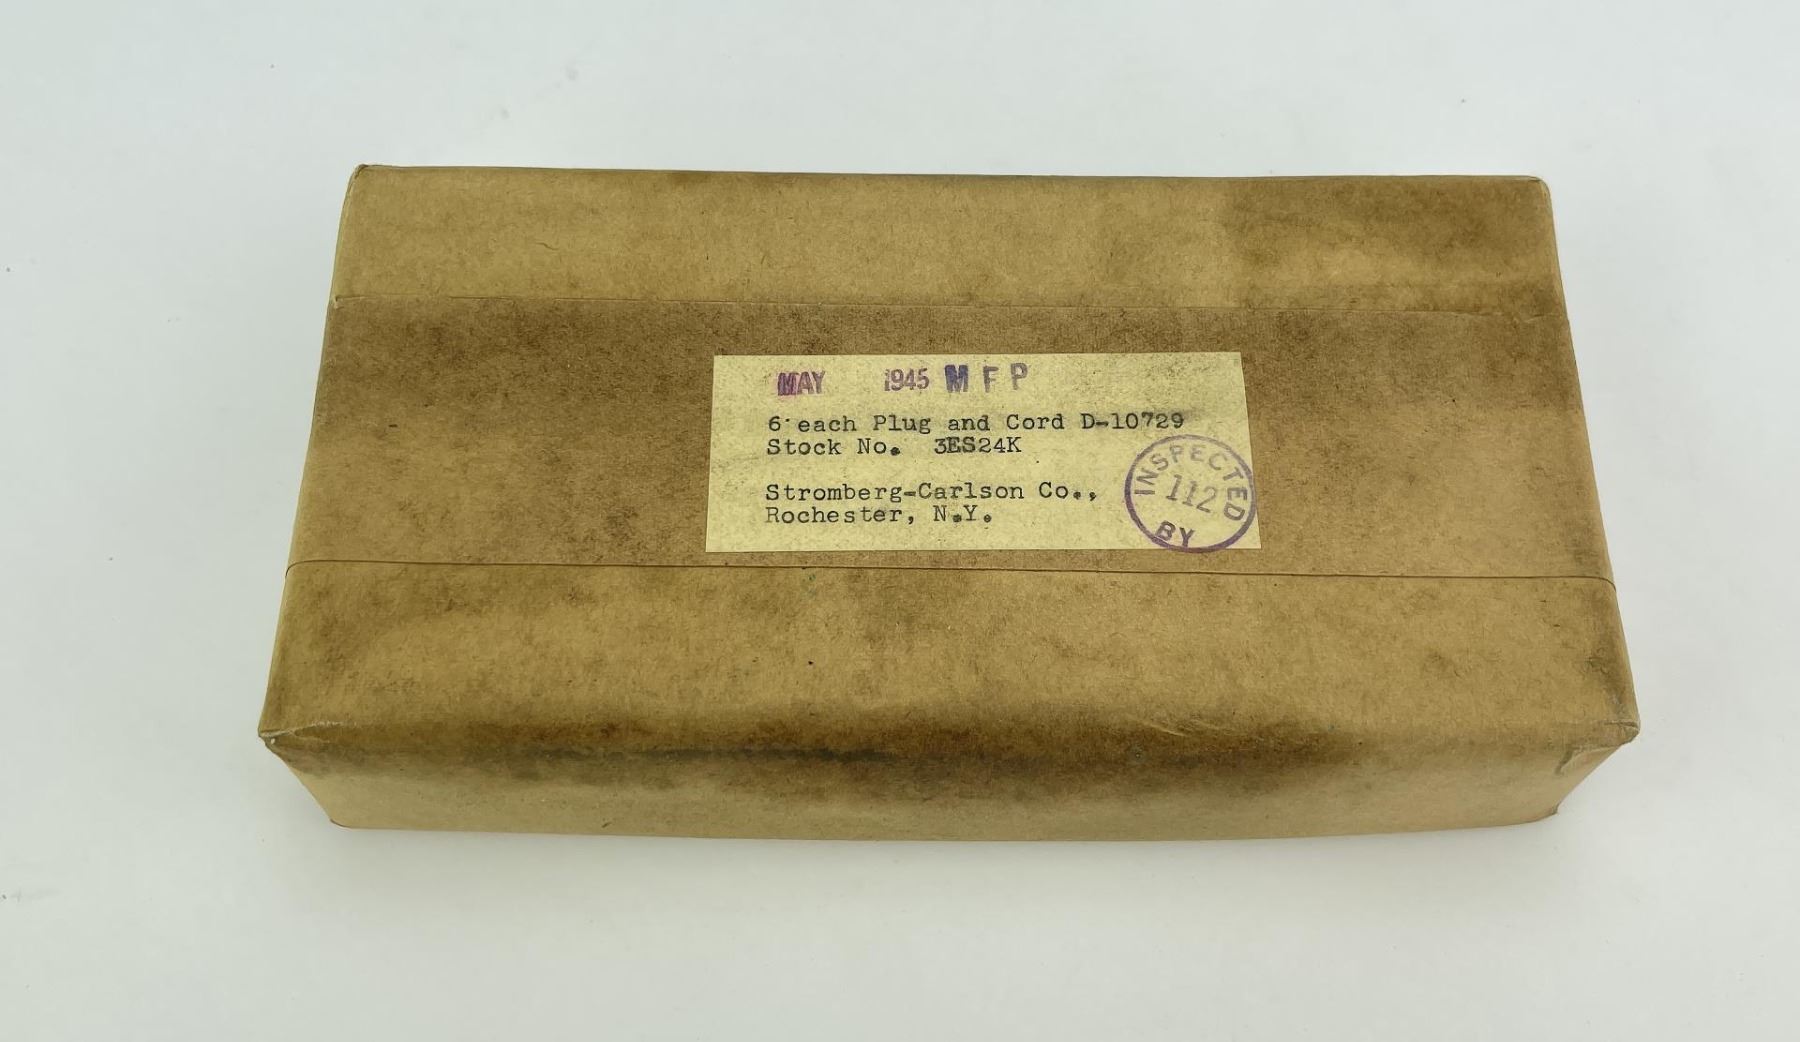 MAY 1945 M F P
6 each Plug and Cord D-10729
Stock No. 3ES24K
Stromberg-Carlson Co.,
Rochester, N.Y.
INSPECTED
112
BY